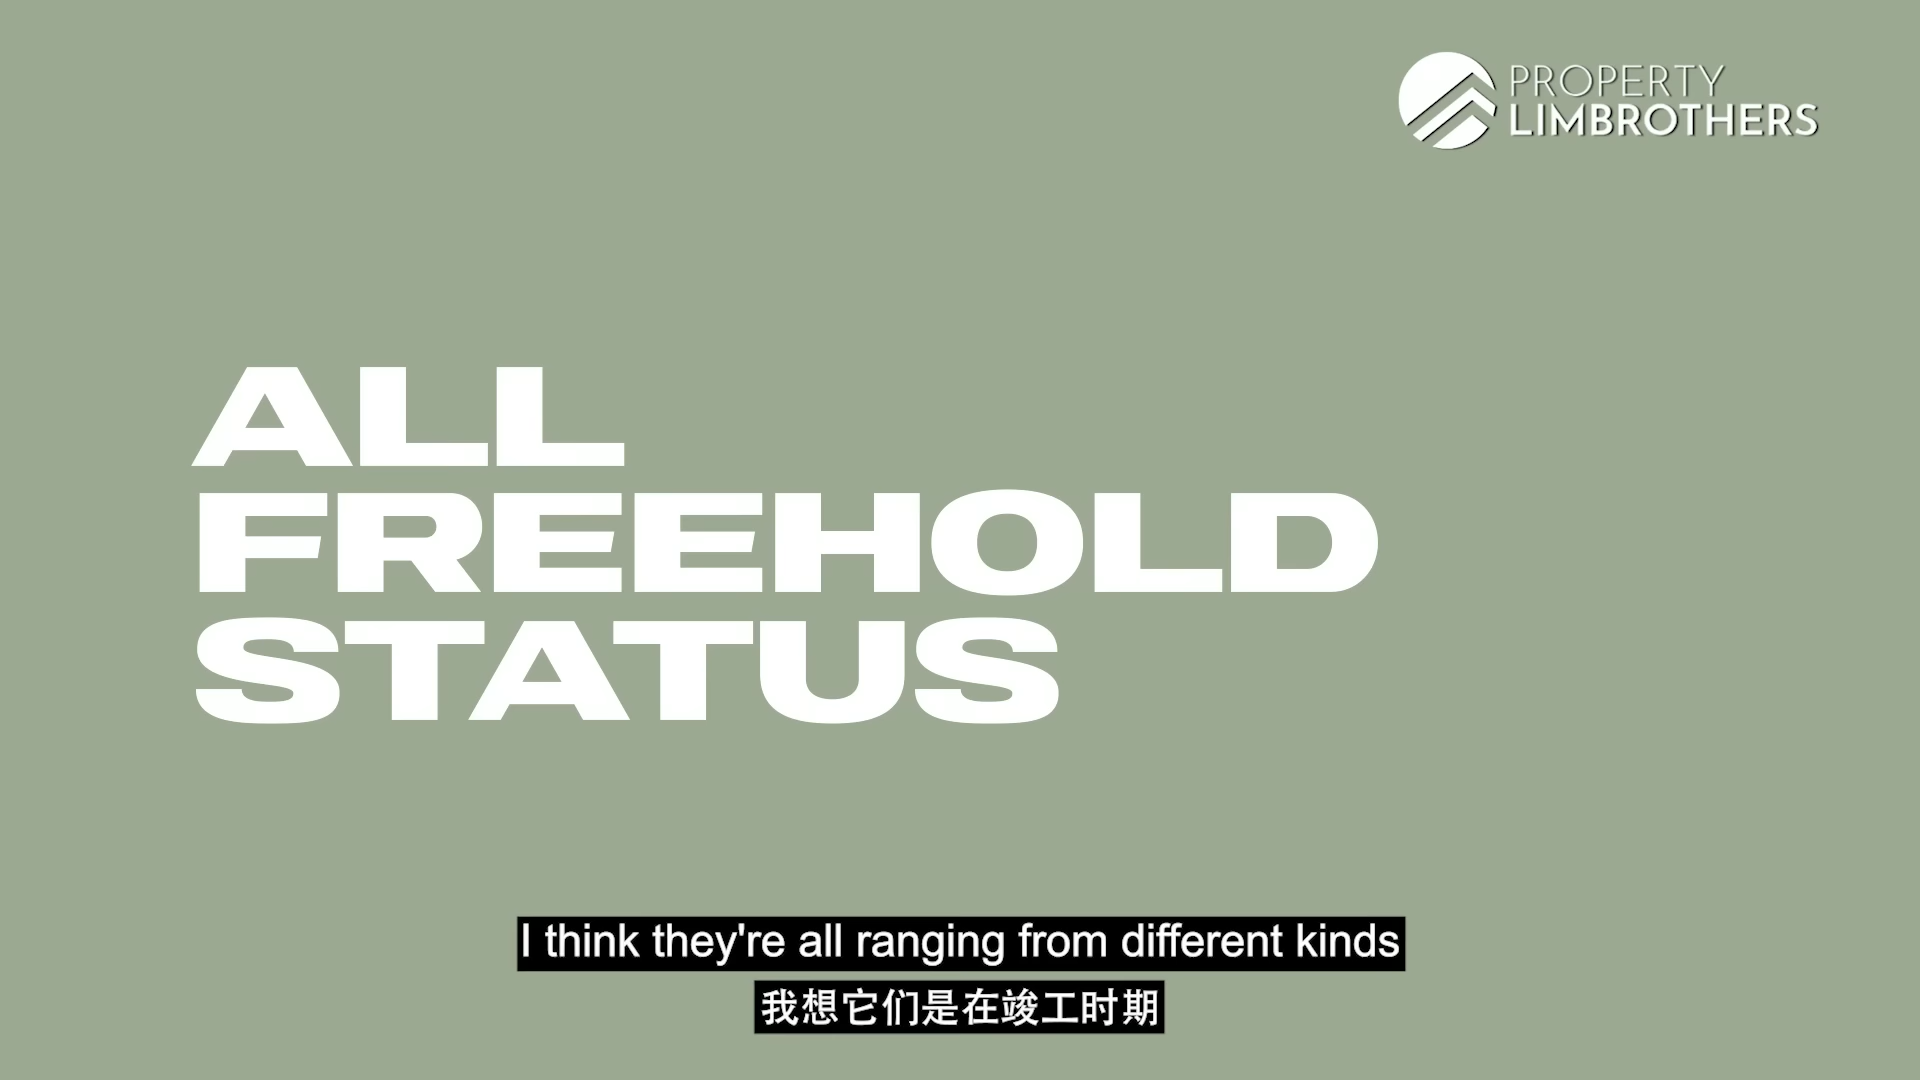 PROPERTY
LIMBROTHERS
ALL
FREEHOLD
STATUS
I think they're all ranging from different kinds
我想它们是在竣工时期